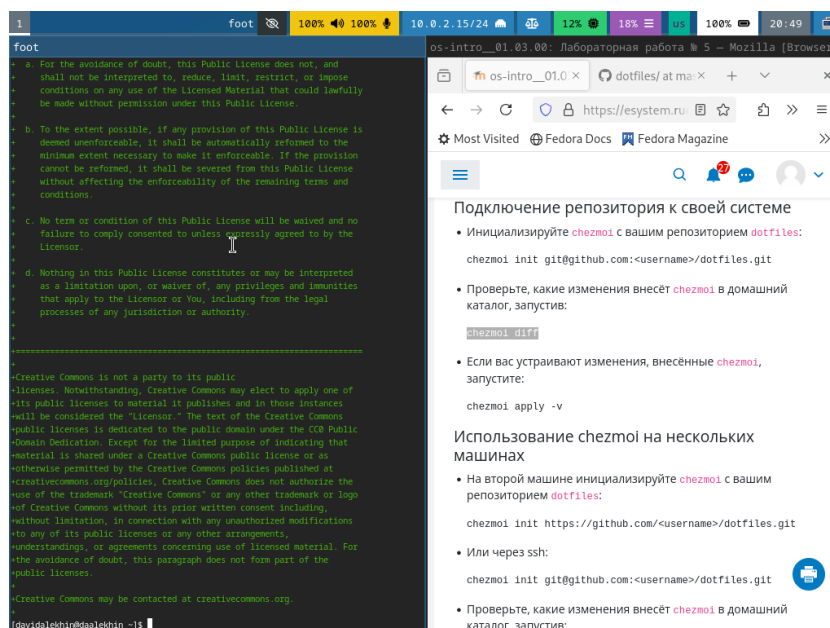 1 foot 100% 100% 10.0.2.15/24 12% 18% us 100% 20:49
foot
+ a. For the avoidance of doubt, this Public License does not, and
+ shall not be interpreted to, reduce, limit, restrict, or impose
+ conditions on any use of the Licensed Material that could lawfully
+ be made without permission under this Public License.
+
+ b. To the extent possible, if any provision of this Public License is
+ deemed unenforceable, it shall be automatically reformed to the
+ minimum extent necessary to make it enforceable. If the provision
+ cannot be reformed, it shall be severed from this Public License
+ without affecting the enforceability of the remaining terms and
+ conditions.
+
+ c. No term or condition of this Public License will be waived and no
+ failure to comply consented to unless expressly agreed to by the
+ Licensor.
+
+ d. Nothing in this Public License constitutes or may be interpreted
+ as a limitation upon, or waiver of, any privileges and immunities
+ that apply to the Licensor or You, including from the legal
+ processes of any jurisdiction or authority.
+
+
+=======================================================================
+
+Creative Commons is not a party to its public
+licenses. Notwithstanding, Creative Commons may elect to apply one of
+its public licenses to material it publishes and in those instances
+will be considered the "Licensor." The text of the Creative Commons
+public licenses is dedicated to the public domain under the CC0 Public
+Domain Dedication. Except for the limited purpose of indicating that
+material is shared under a Creative Commons public license or as
+otherwise permitted by the Creative Commons policies published at
+creativecommons.org/policies, Creative Commons does not authorize the
+use of the trademark "Creative Commons" or any other trademark or logo
+of Creative Commons without its prior written consent including,
+without limitation, in connection with any unauthorized modifications
+to any of its public licenses or any other arrangements,
+understandings, or agreements concerning use of licensed material. For
+the avoidance of doubt, this paragraph does not form part of the
+public licenses.
+
+Creative Commons may be contacted at creativecommons.org.
+
[davidalekhin@daalekhin ~]$
os-intro__01.03.00: Лабораторная работа № 5 — Mozilla [Browser
os-intro__01.0 × dotfiles/ at ma × +
https://esystem.ru
Most Visited Fedora Docs Fedora Magazine
27
Подключение репозитория к своей системе
• Инициализируйте chezmoi с вашим репозиторием dotfiles:
chezmoi init git@github.com:<username>/dotfiles.git
• Проверьте, какие изменения внесёт chezmoi в домашний
каталог, запустив:
chezmoi diff
• Если вас устраивают изменения, внесённые chezmoi,
запустите:
chezmoi apply -v
Использование chezmoi на нескольких
машинах
• На второй машине инициализируйте chezmoi с вашим
репозиторием dotfiles:
chezmoi init https://github.com/<username>/dotfiles.git
• Или через ssh:
chezmoi init git@github.com:<username>/dotfiles.git
• Проверьте, какие изменения внесёт chezmoi в домашний
каталог, запустив: